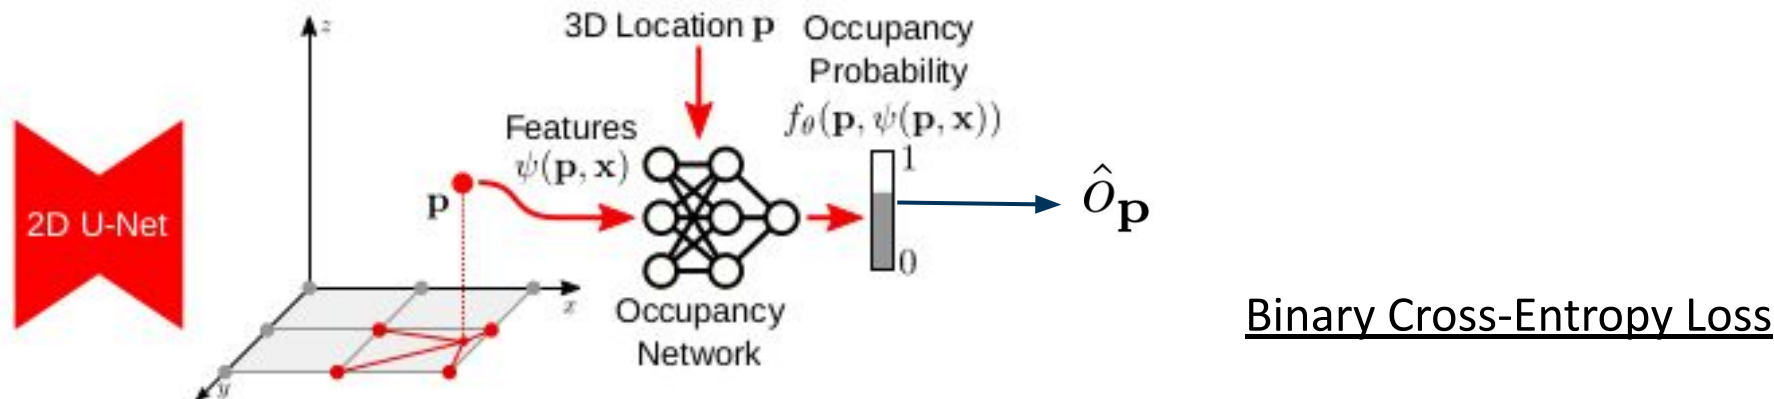 2D U-Net
z
x
y
p
Features
ψ(p, x)
3D Location p
Occupancy
Network
Occupancy
Probability
f_θ(p, ψ(p, x))
1
0
ô_p
Binary Cross-Entropy Loss